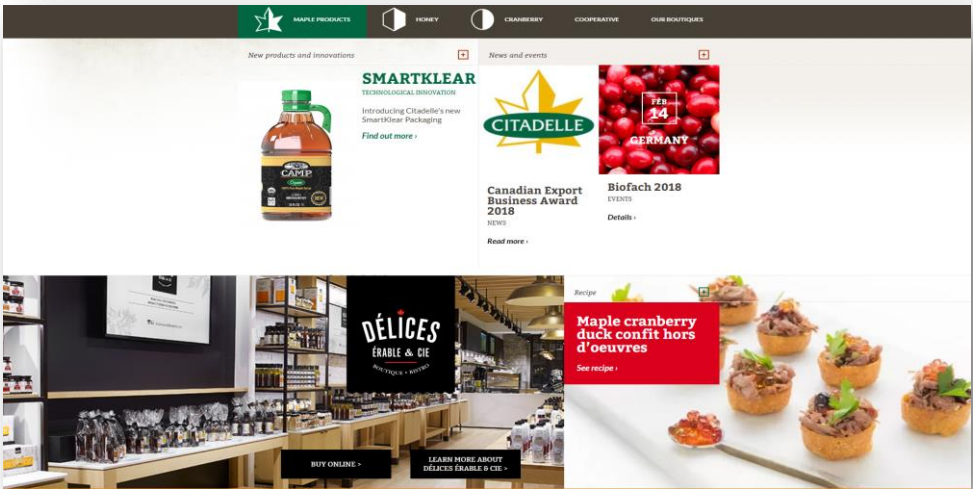 MAPLE PRODUCTS
HONEY
CRANBERRY
COOPERATIVE
OUR BOUTIQUES
New products and innovations
News and events
SMARTKLEAR
TECHNOLOGICAL INNOVATION
Introducing Citadelle's new
SmartKlear Packaging
Find out more ›
CAMP
CITADELLE
FEB
14
GERMANY
Canadian Export
Business Award
2018
NEWS
Read more ›
Biofach 2018
EVENTS
Details ›
DÉLICES
ÉRABLE & CIE
BOUTIQUE • BISTRO
BUY ONLINE >
LEARN MORE ABOUT
DÉLICES ÉRABLE & CIE >
Recipe
Maple cranberry
duck confit hors
d'oeuvres
See recipe ›